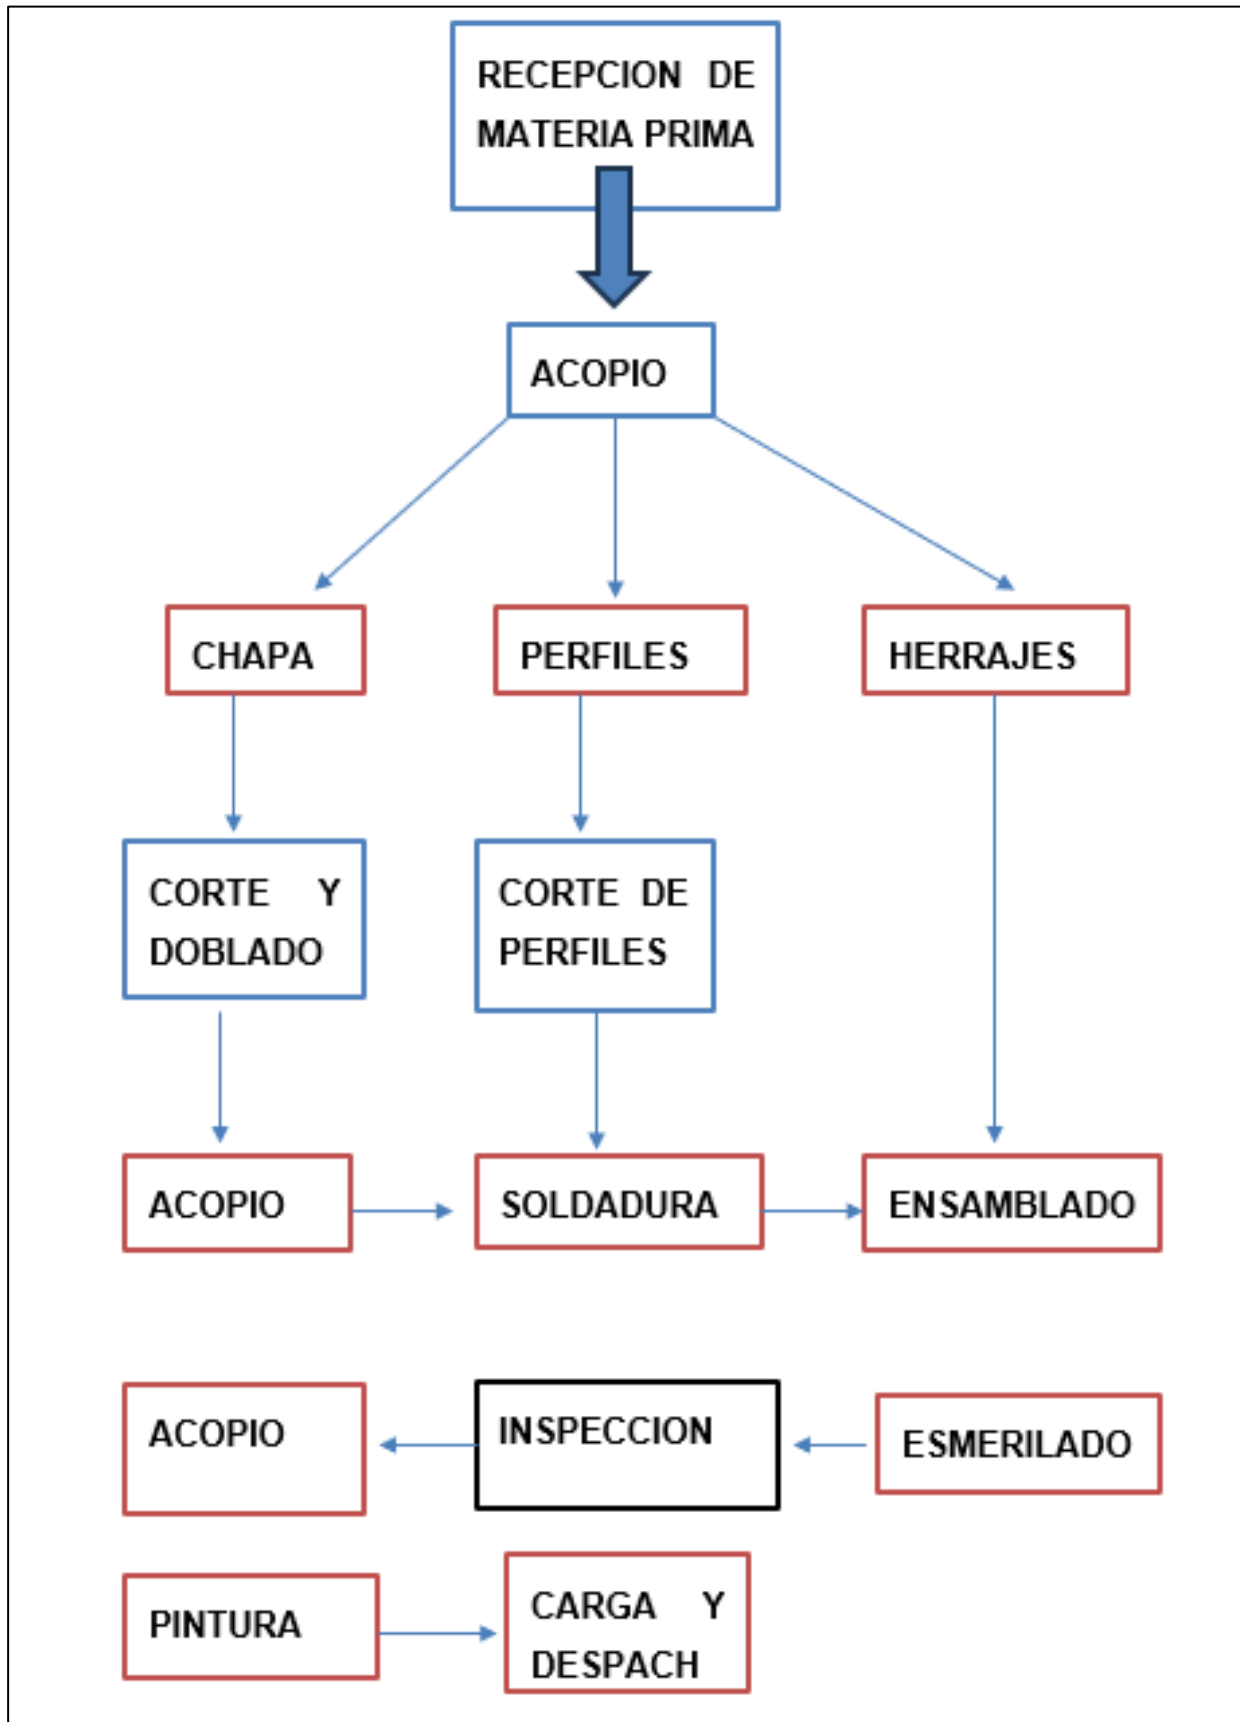 RECEPCION DE
MATERIA PRIMA
ACOPIO
CHAPA
PERFILES
HERRAJES
CORTE Y
DOBLADO
CORTE DE
PERFILES
ACOPIO
SOLDADURA
ENSAMBLADO
ACOPIO
INSPECCION
ESMERILADO
PINTURA
CARGA Y
DESPACH